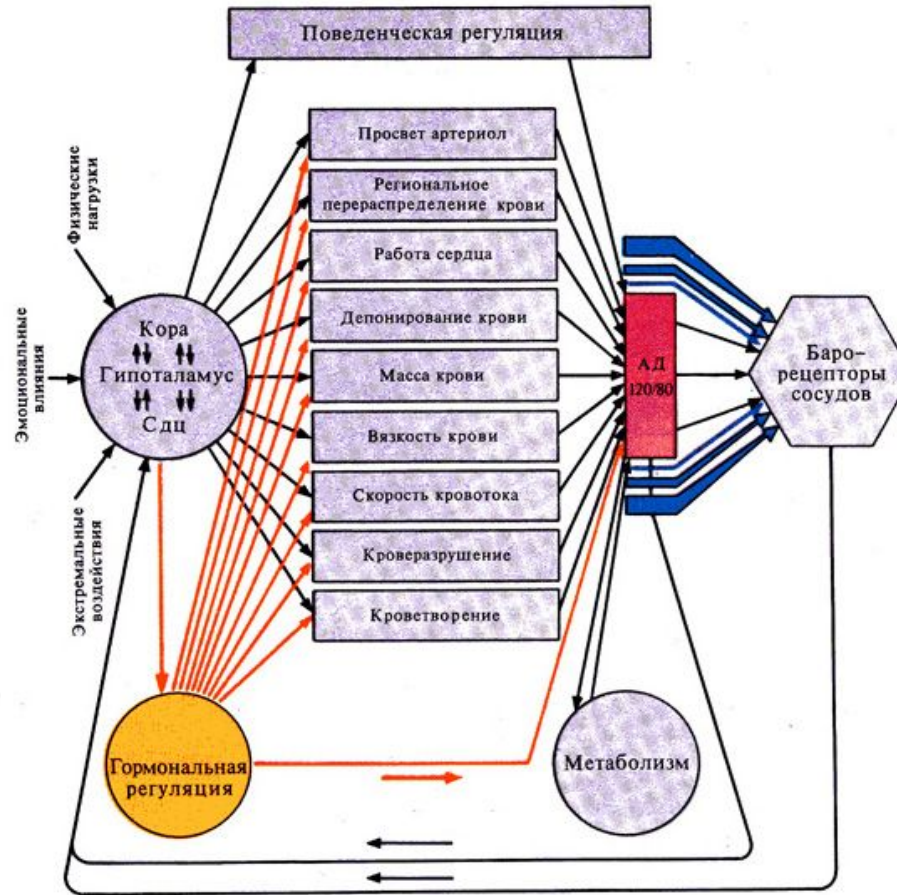 Поведенческая регуляция
Просвет артериол
Региональное
перераспределение крови
Работа сердца
Депонирование крови
Масса крови
Вязкость крови
Скорость кровотока
Кроверазрушение
Кроветворение
Физические
нагрузки
Эмоциональные
влияния
Экстремальные
воздействия
Кора
Гипоталамус
Сдц
АД
120/80
Баро-
рецепторы
сосудов
Гормональная
регуляция
Метаболизм